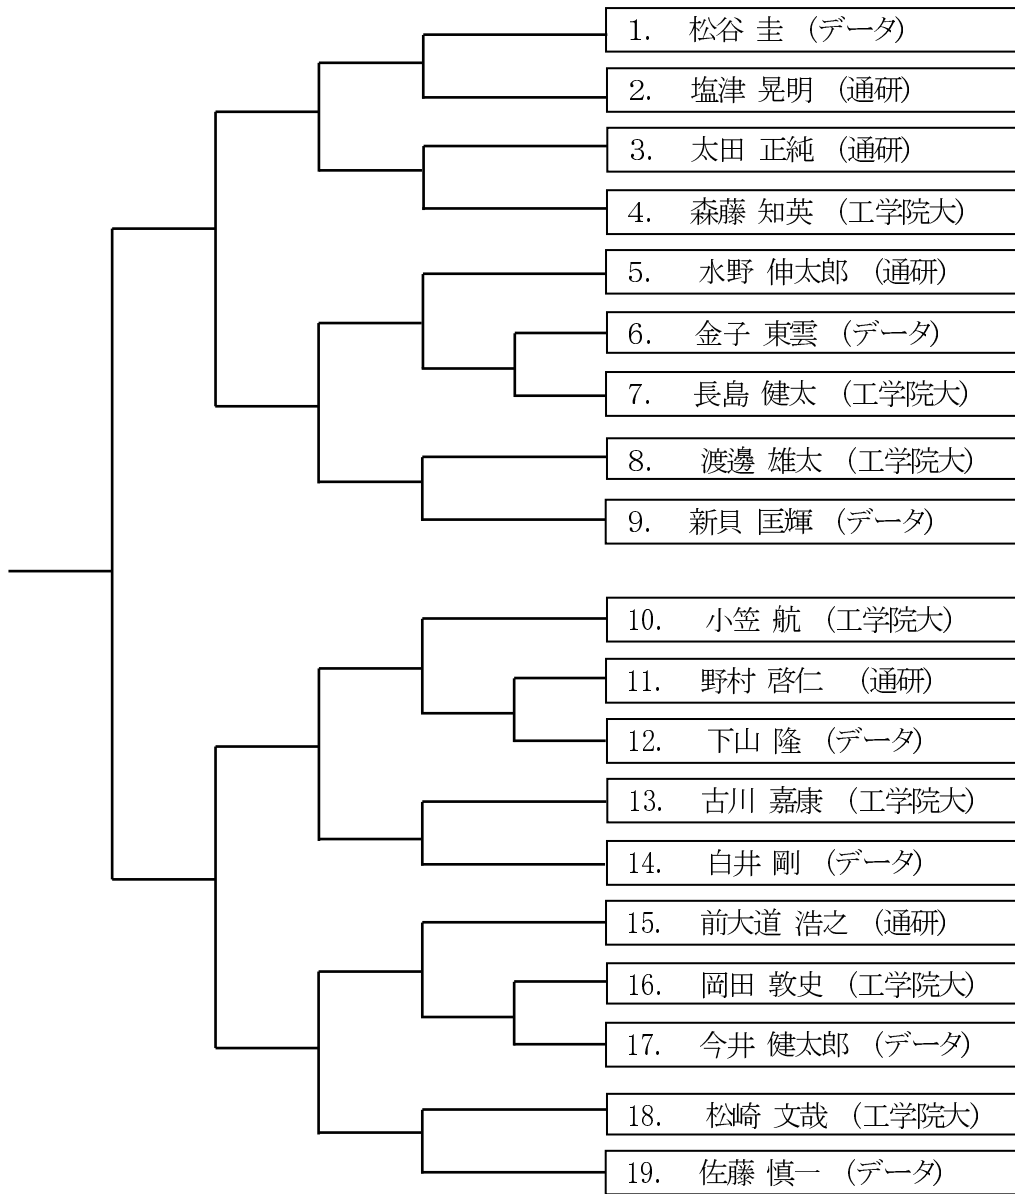 1. 松谷 圭 （データ）
2. 塩津 晃明 （通研）
3. 太田 正純 （通研）
4. 森藤 知英 （工学院大）
5. 水野 伸太郎 （通研）
6. 金子 東雲 （データ）
7. 長島 健太 （工学院大）
8. 渡邊 雄太 （工学院大）
9. 新貝 匡輝 （データ）
10. 小笠 航 （工学院大）
11. 野村 啓仁 （通研）
12. 下山 隆 （データ）
13. 古川 嘉康 （工学院大）
14. 白井 剛 （データ）
15. 前大道 浩之 （通研）
16. 岡田 敦史 （工学院大）
17. 今井 健太郎 （データ）
18. 松崎 文哉 （工学院大）
19. 佐藤 慎一 （データ）